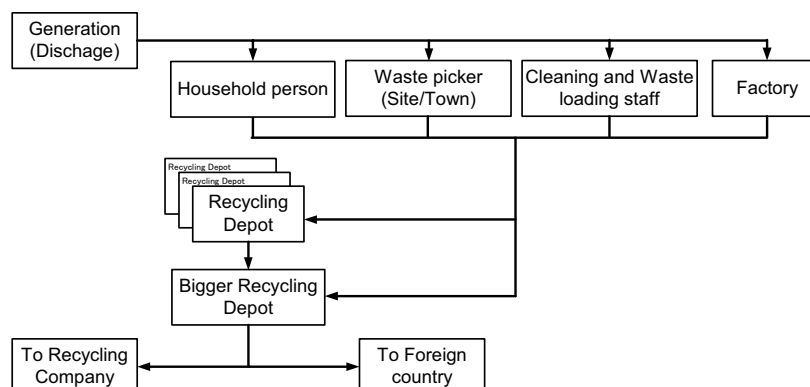 Generation
(Dischage)
Household person
Waste picker
(Site/Town)
Cleaning and Waste
loading staff
Factory
Recycling Depot
Recycling Depot
Recycling
Depot
Bigger Recycling
Depot
To Recycling
Company
To Foreign
country